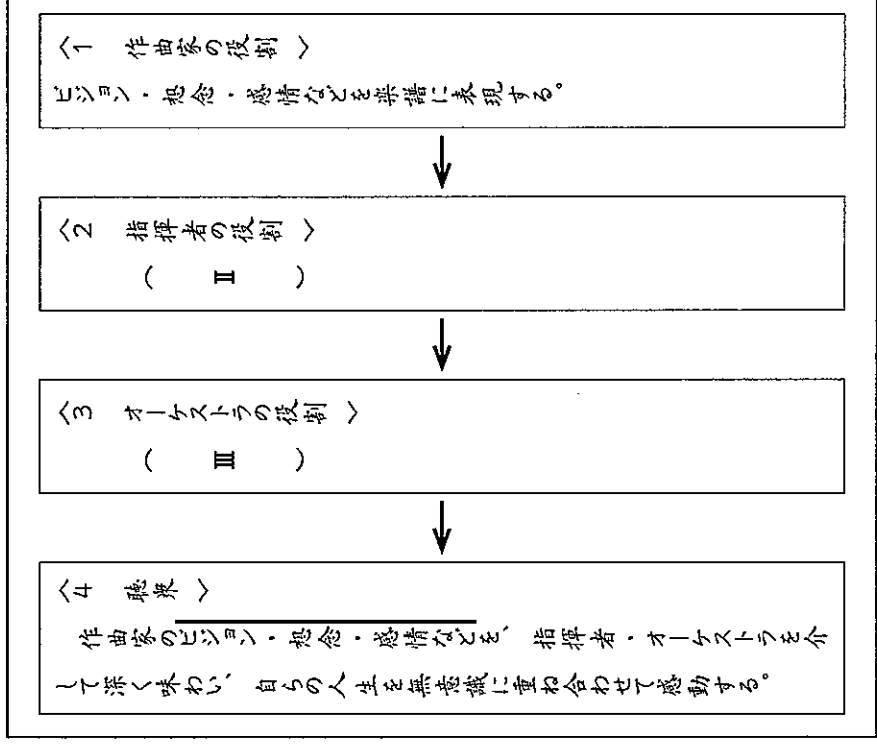 〈1 作曲家の役割 〉
ビジョン・想念・感情などを楽譜に表現する。
〈2 指揮者の役割 〉
( Ⅱ )
〈3 オーケストラの役割 〉
( Ⅲ )
〈4 聴衆 〉
作曲家のビジョン・想念・感情などを、指揮者・オーケストラを介
して深く味わい、自らの人生を無意識に重ね合わせて感動する。